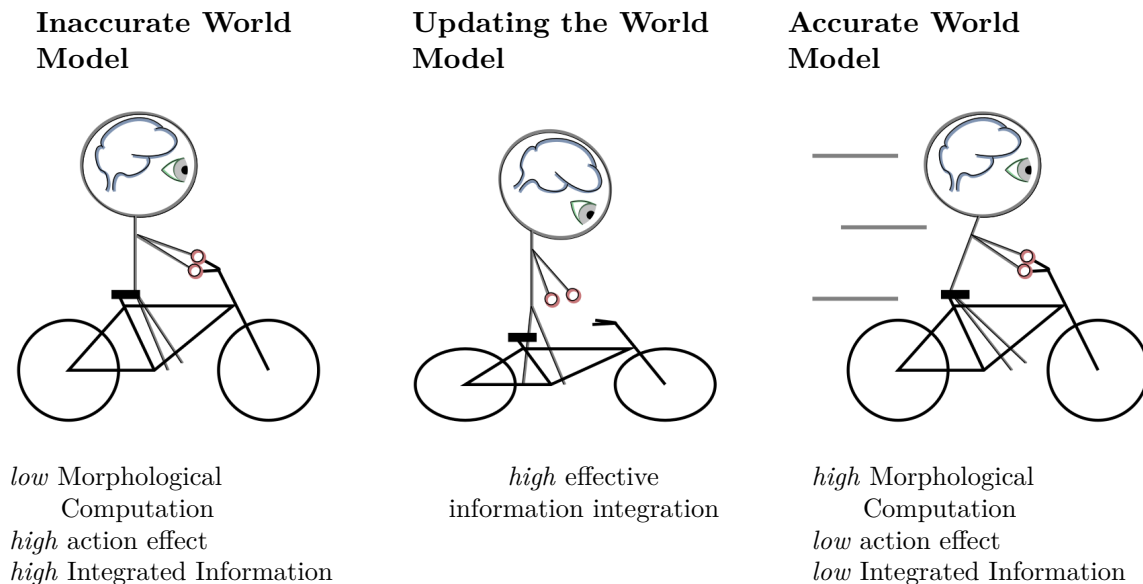 Inaccurate World
Model
Updating the World
Model
Accurate World
Model
low Morphological
Computation
high action effect
high Integrated Information
high effective
information integration
high Morphological
Computation
low action effect
low Integrated Information